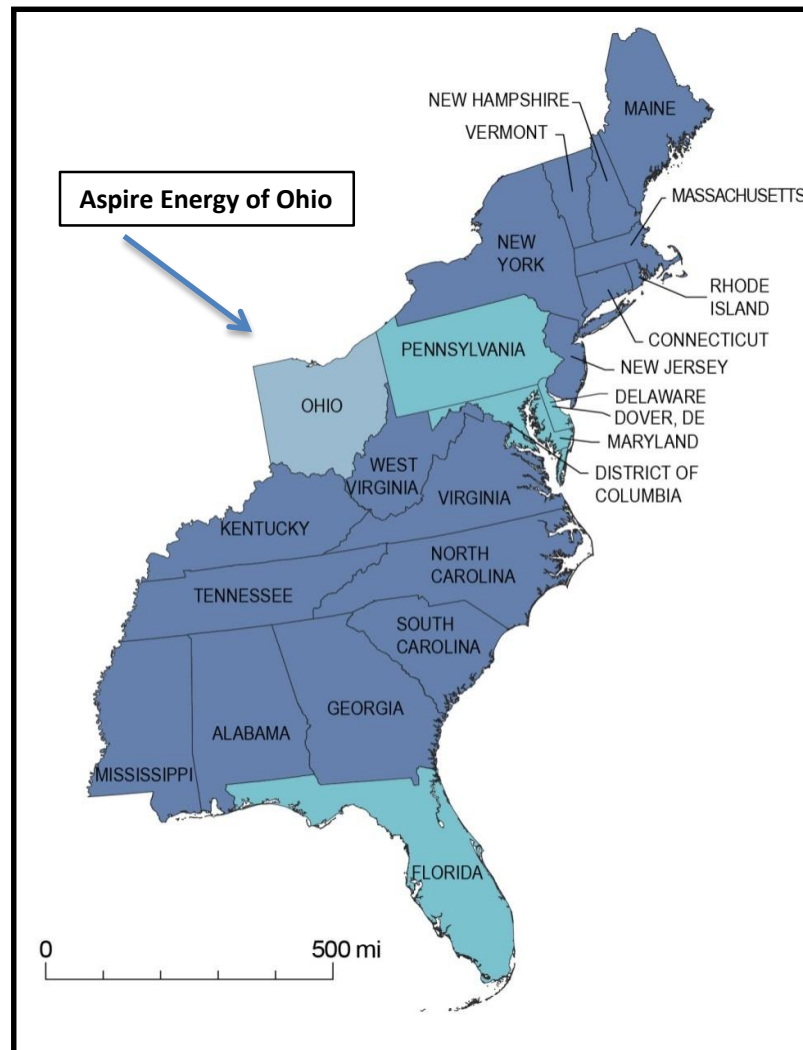 NEW HAMPSHIRE
MAINE
VERMONT
Aspire Energy of Ohio
MASSACHUSETTS
NEW
YORK
RHODE
ISLAND
CONNECTICUT
PENNSYLVANIA
NEW JERSEY
OHIO
DELAWARE
DOVER, DE
MARYLAND
WEST
VIRGINIA
DISTRICT OF
COLUMBIA
VIRGINIA
KENTUCKY
NORTH
CAROLINA
TENNESSEE
SOUTH
CAROLINA
GEORGIA
ALABAMA
MISSISSIPPI
FLORIDA
0
500 mi